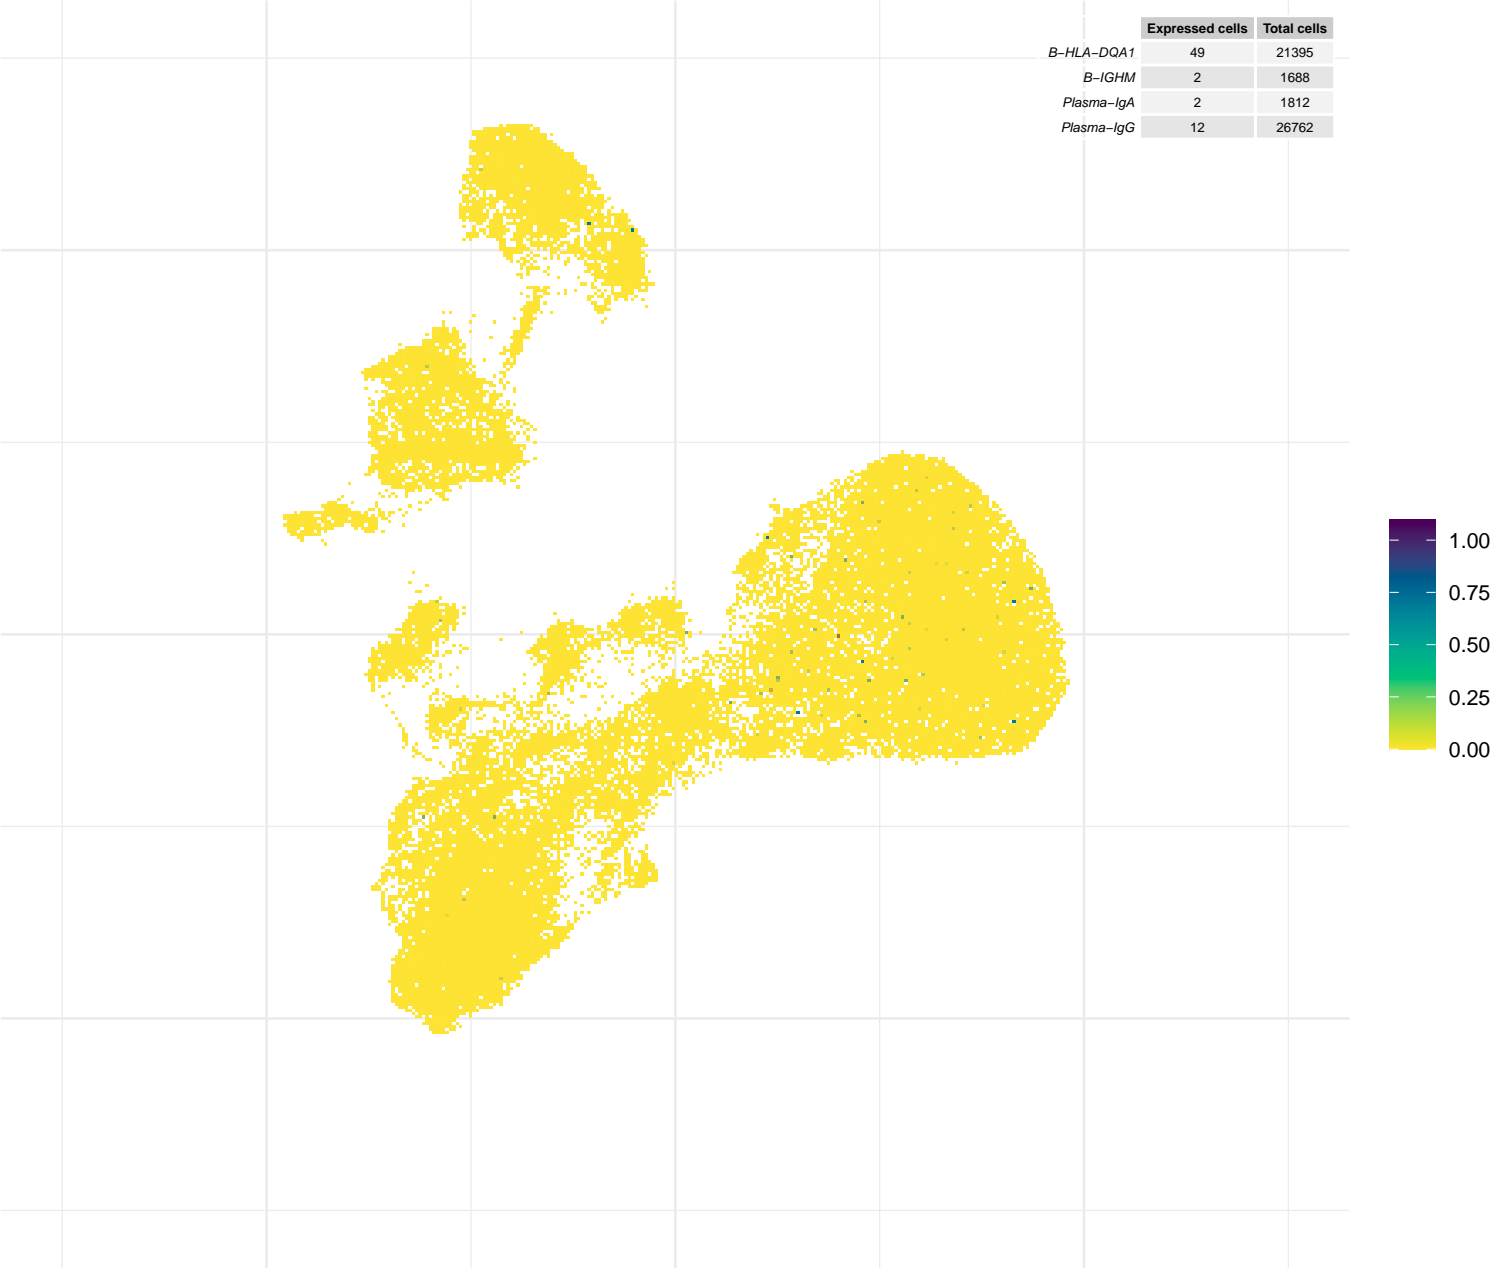 Expressed cells Total cells
B−HLA−DQA1 49 21395
B−IGHM 2 1688
Plasma−IgA 2 1812
Plasma−IgG 12 26762
1.00
0.75
0.50
0.25
0.00